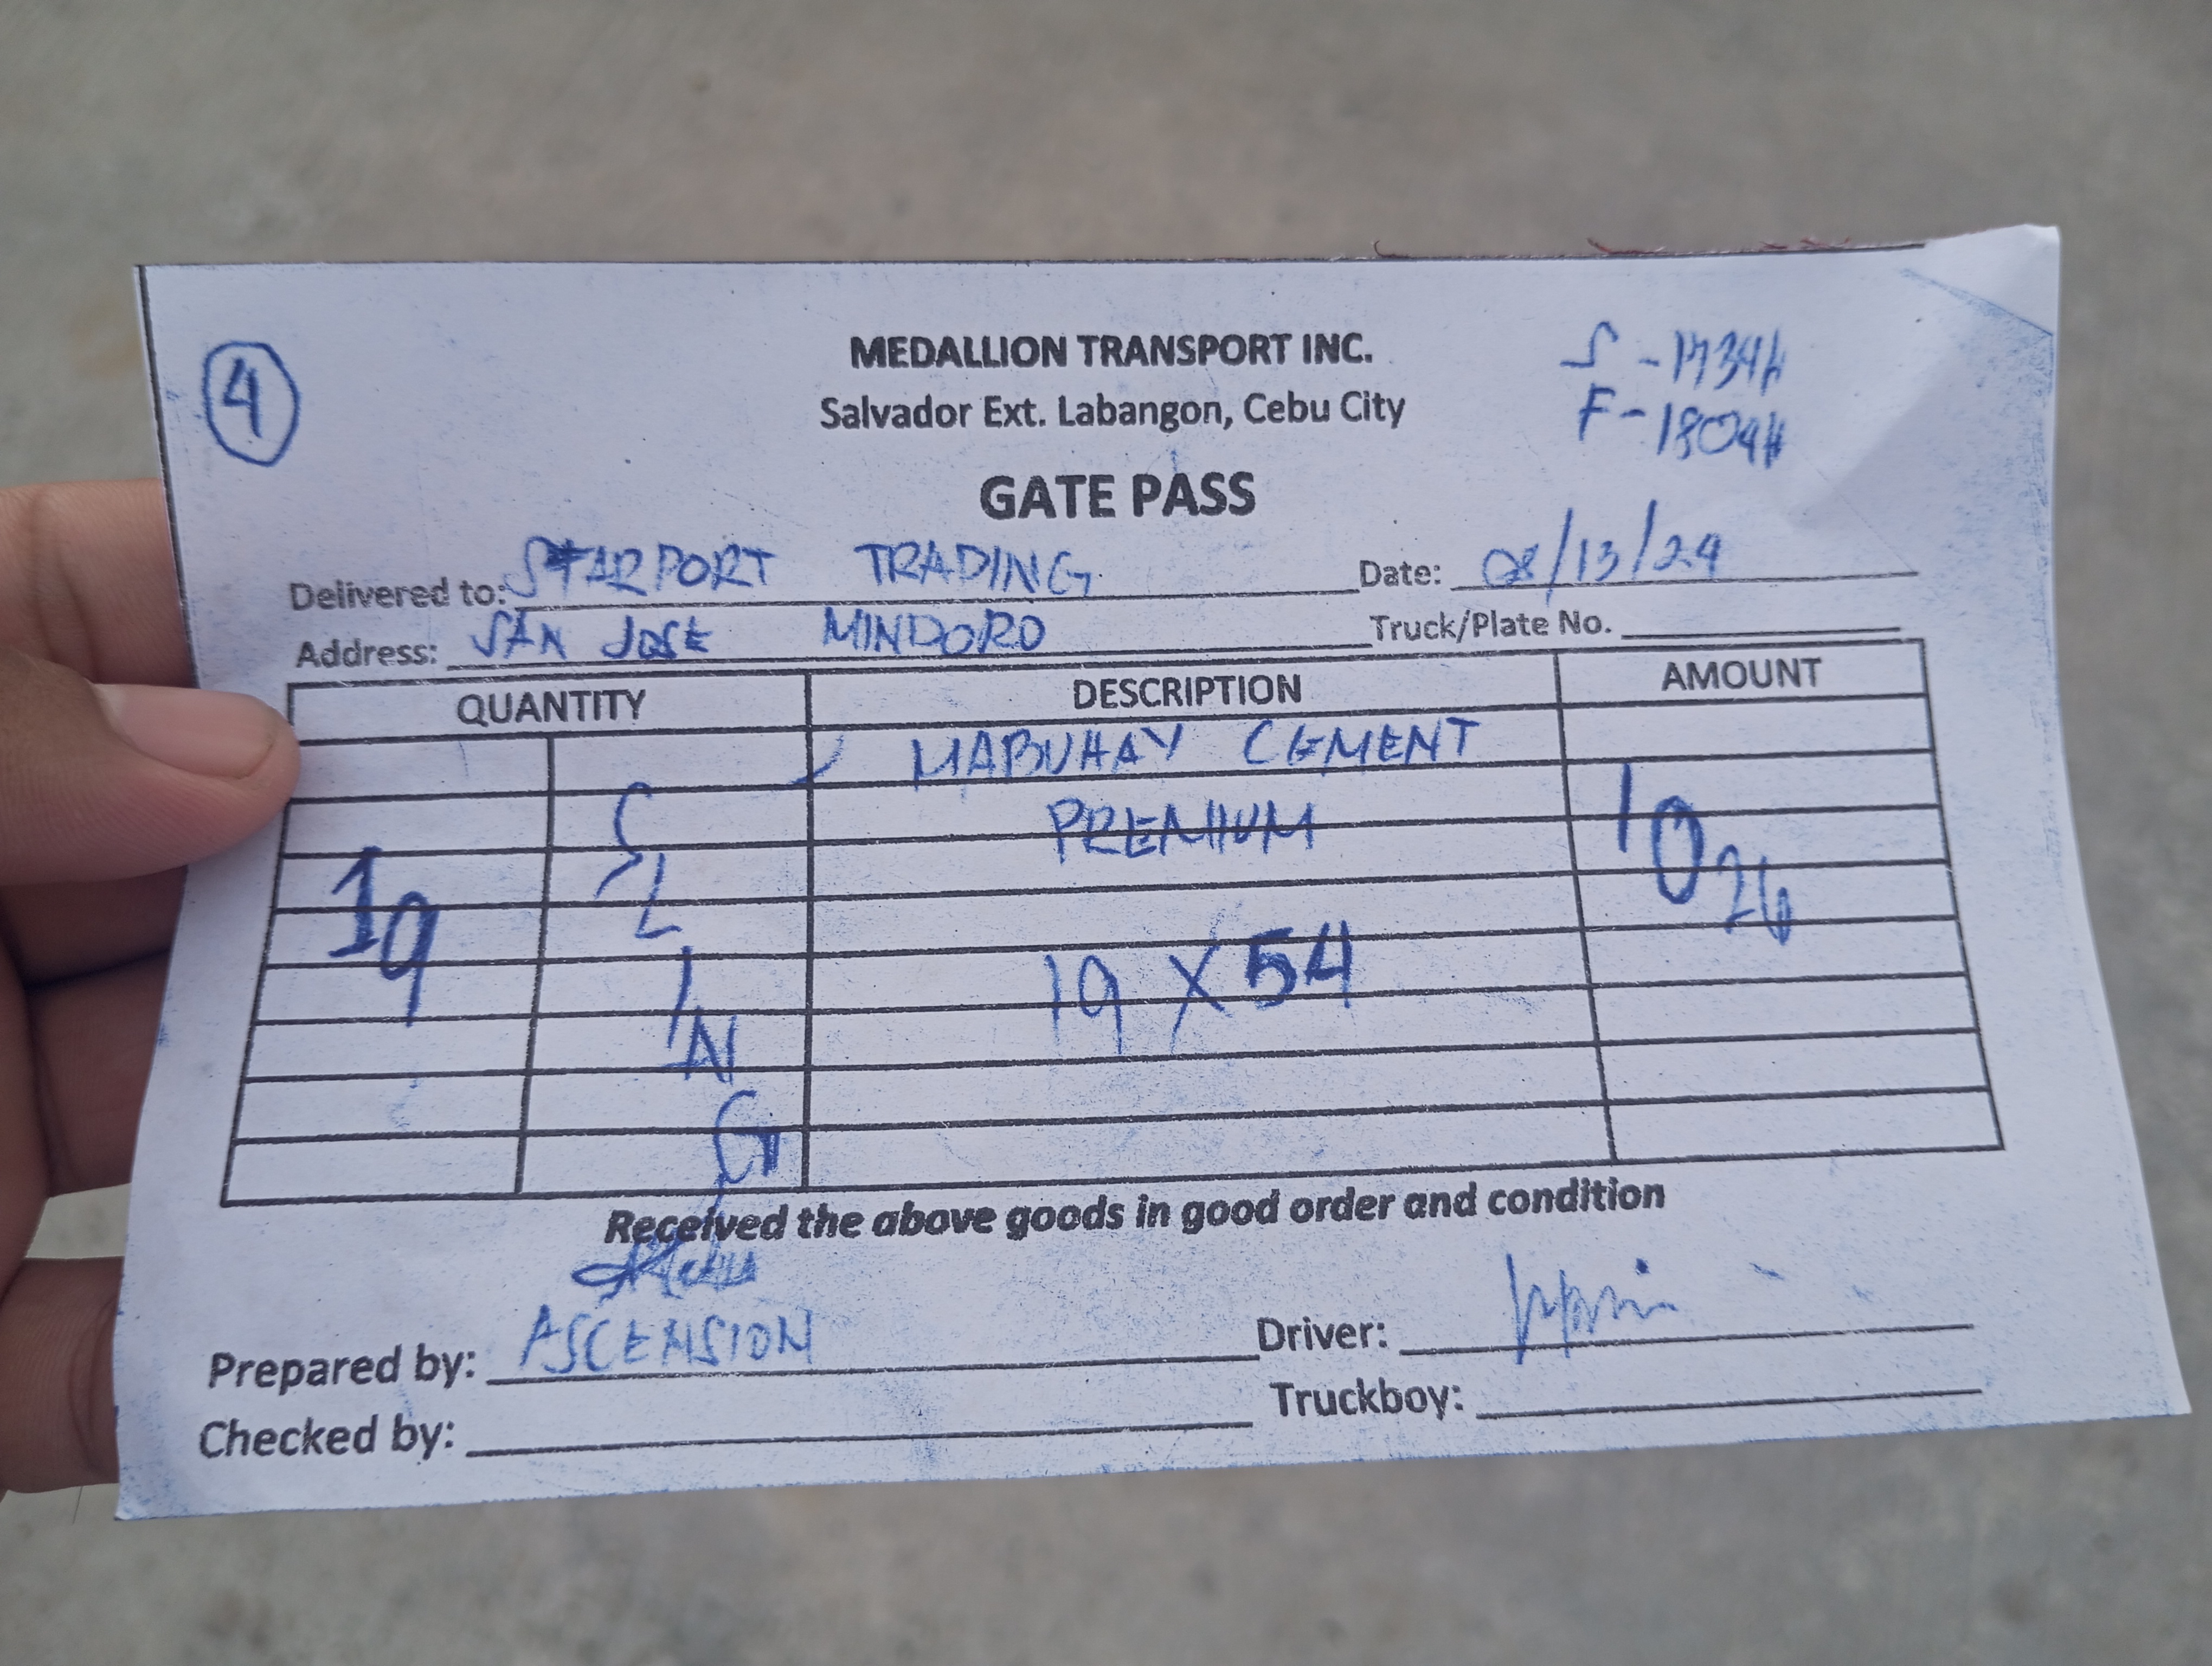 4
MEDALLION TRANSPORT INC.
Salvador Ext. Labangon, Cebu City
S - 1734H
F - 1804H
GATE PASS
Delivered to: STARPORT TRADING Date: 08/13/24
Address: SAN JOSE MINDORO Truck/Plate No.
QUANTITY DESCRIPTION AMOUNT
MABUHAY CEMENT
PREMIUM
19 SLING 19 X 54 1026
Received the above goods in good order and condition
Prepared by: ASCENSION Driver:
Checked by: Truckboy: